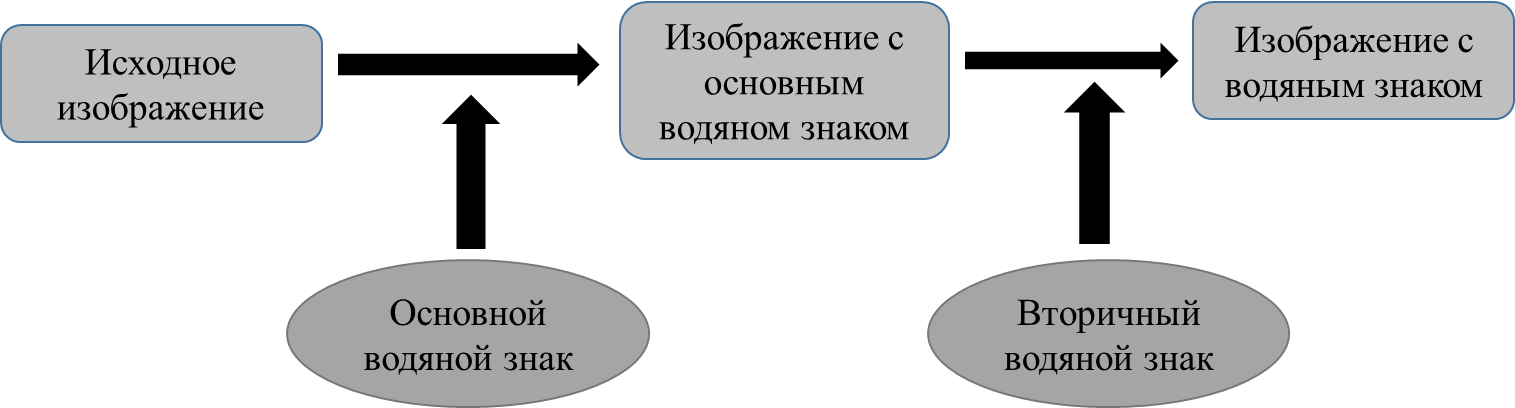 Исходное
изображение
Изображение с
основным
водяном знаком
Изображение с
водяным знаком
Основной
водяной знак
Вторичный
водяной знак